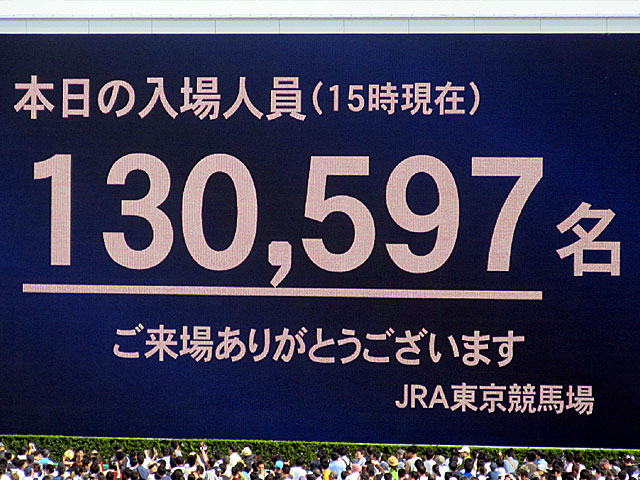 本日の入場人員(15時現在)
130,597名
ご来場ありがとうございます
JRA東京競馬場